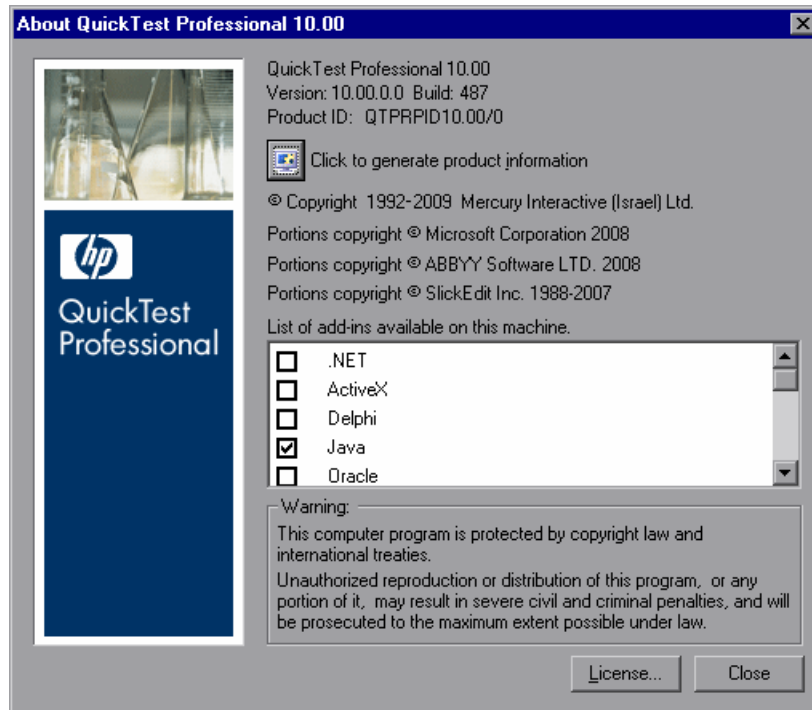 About QuickTest Professional 10.00
hp
QuickTest
Professional
QuickTest Professional 10.00
Version: 10.00.0.0 Build: 487
Product ID: QTPRPID10.00/0
Click to generate product information
© Copyright 1992-2009 Mercury Interactive (Israel) Ltd.
Portions copyright © Microsoft Corporation 2008
Portions copyright © ABBYY Software LTD. 2008
Portions copyright © SlickEdit Inc. 1988-2007
List of add-ins available on this machine.
.NET
ActiveX
Delphi
Java
Oracle
Warning:
This computer program is protected by copyright law and
international treaties.
Unauthorized reproduction or distribution of this program, or any
portion of it, may result in severe civil and criminal penalties, and will
be prosecuted to the maximum extent possible under law.
License...
Close